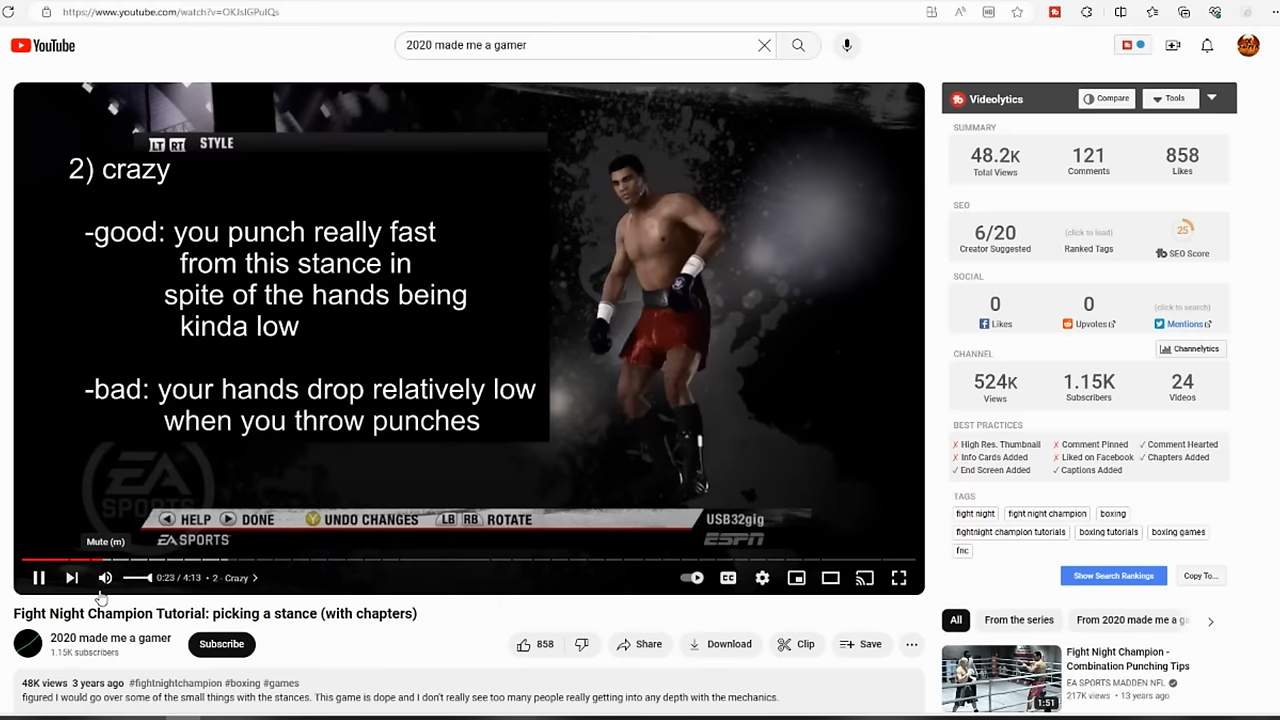 https://www.youtube.com/watch?v=OKJsIGPuIQs
YouTube
2020 made me a gamer
LT RT STYLE
2) crazy
-good: you punch really fast
from this stance in
spite of the hands being
kinda low
-bad: your hands drop relatively low
when you throw punches
EA SPORTS
HELP DONE Y UNDO CHANGES LB RB ROTATE
USB32gig
EA SPORTS
ESPN
Mute (m)
0:23 / 4:13 • 2 - Crazy
Fight Night Champion Tutorial: picking a stance (with chapters)
2020 made me a gamer
1.15K subscribers
Subscribe
858
Share
Download
Clip
Save
48K views 3 years ago #fightnightchampion #boxing #games
figured I would go over some of the small things with the stances. This game is dope and I don't really see too many people really getting into any depth with the mechanics.
Videolytics
Compare
Tools
SUMMARY
48.2K 121 858
Total Views Comments Likes
SEO
6/20 (click to load) 25
Creator Suggested Ranked Tags SEO Score
SOCIAL
0 0 (click to search)
Likes Upvotes Mentions
Channelytics
CHANNEL
524K 1.15K 24
Views Subscribers Videos
BEST PRACTICES
High Res. Thumbnail Comment Pinned Comment Hearted
Info Cards Added Liked on Facebook Chapters Added
End Screen Added Captions Added
TAGS
fight night fight night champion boxing
fightnight champion tutorials boxing tutorials boxing games
fnc
Show Search Rankings Copy To...
All From the series From 2020 made me a ga
Fight Night Champion -
Combination Punching Tips
EA SPORTS MADDEN NFL
217K views • 13 years ago
1:51